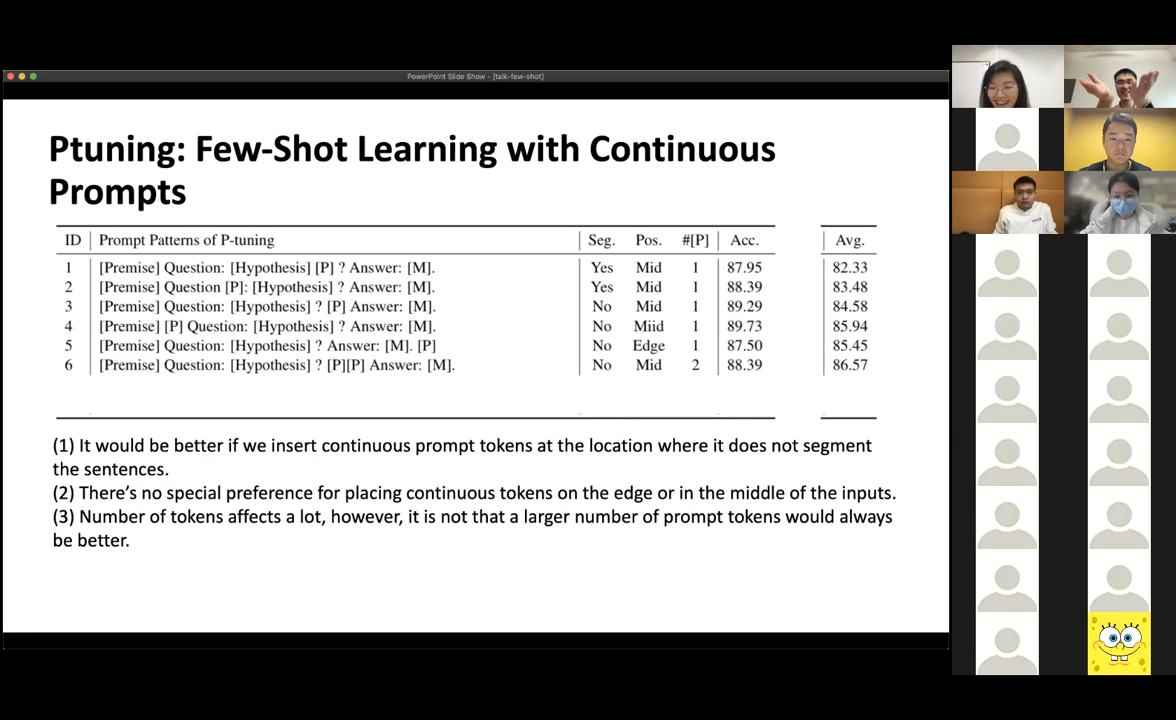 PowerPoint Slide Show - [talk-few-shot]
Ptuning: Few-Shot Learning with Continuous
Prompts
ID Prompt Patterns of P-tuning Seg. Pos. #[P] Acc. Avg.
1 [Premise] Question: [Hypothesis] [P] ? Answer: [M]. Yes Mid 1 87.95 82.33
2 [Premise] Question [P]: [Hypothesis] ? Answer: [M]. Yes Mid 1 88.39 83.48
3 [Premise] Question: [Hypothesis] ? [P] Answer: [M]. No Mid 1 89.29 84.58
4 [Premise] [P] Question: [Hypothesis] ? Answer: [M]. No Miid 1 89.73 85.94
5 [Premise] Question: [Hypothesis] ? Answer: [M]. [P] No Edge 1 87.50 85.45
6 [Premise] Question: [Hypothesis] ? [P][P] Answer: [M]. No Mid 2 88.39 86.57
(1) It would be better if we insert continuous prompt tokens at the location where it does not segment
the sentences.
(2) There’s no special preference for placing continuous tokens on the edge or in the middle of the inputs.
(3) Number of tokens affects a lot, however, it is not that a larger number of prompt tokens would always
be better.